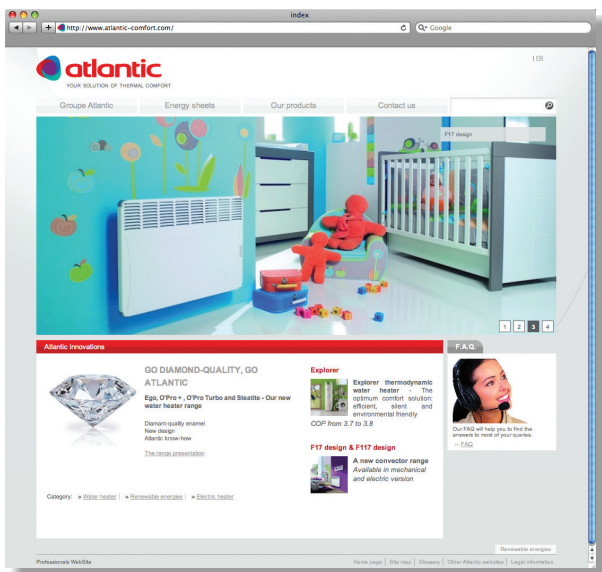 index
http://www.atlantic-comfort.com/
Google
atlantic
YOUR SOLUTION OF THERMAL COMFORT
Groupe Atlantic
Energy sheets
Our products
Contact us
F17 design
1 2 3 4
Atlantic innovations
F.A.Q.
GO DIAMOND-QUALITY, GO
ATLANTIC
Ego, O'Pro + , O'Pro Turbo and Steatite - Our new
water heater range
Diamant-quality enamel
New design
Atlantic know-how
The range presentation
Explorer
Explorer thermodynamic
water heater - The
optimum comfort solution:
efficient, silent and
environmental friendly
COP from 3.7 to 3.8
F17 design & F117 design
A new convector range
Available in mechanical
and electric version
Our FAQ will help you to find the
answers to most of your queries.
›› FAQ
Category: » Water heater | » Renewable energies | » Electric heater
Renewable energies
Professionals WebSite
Home page | Site map | Glossary | Other Atlantic websites | Legal information